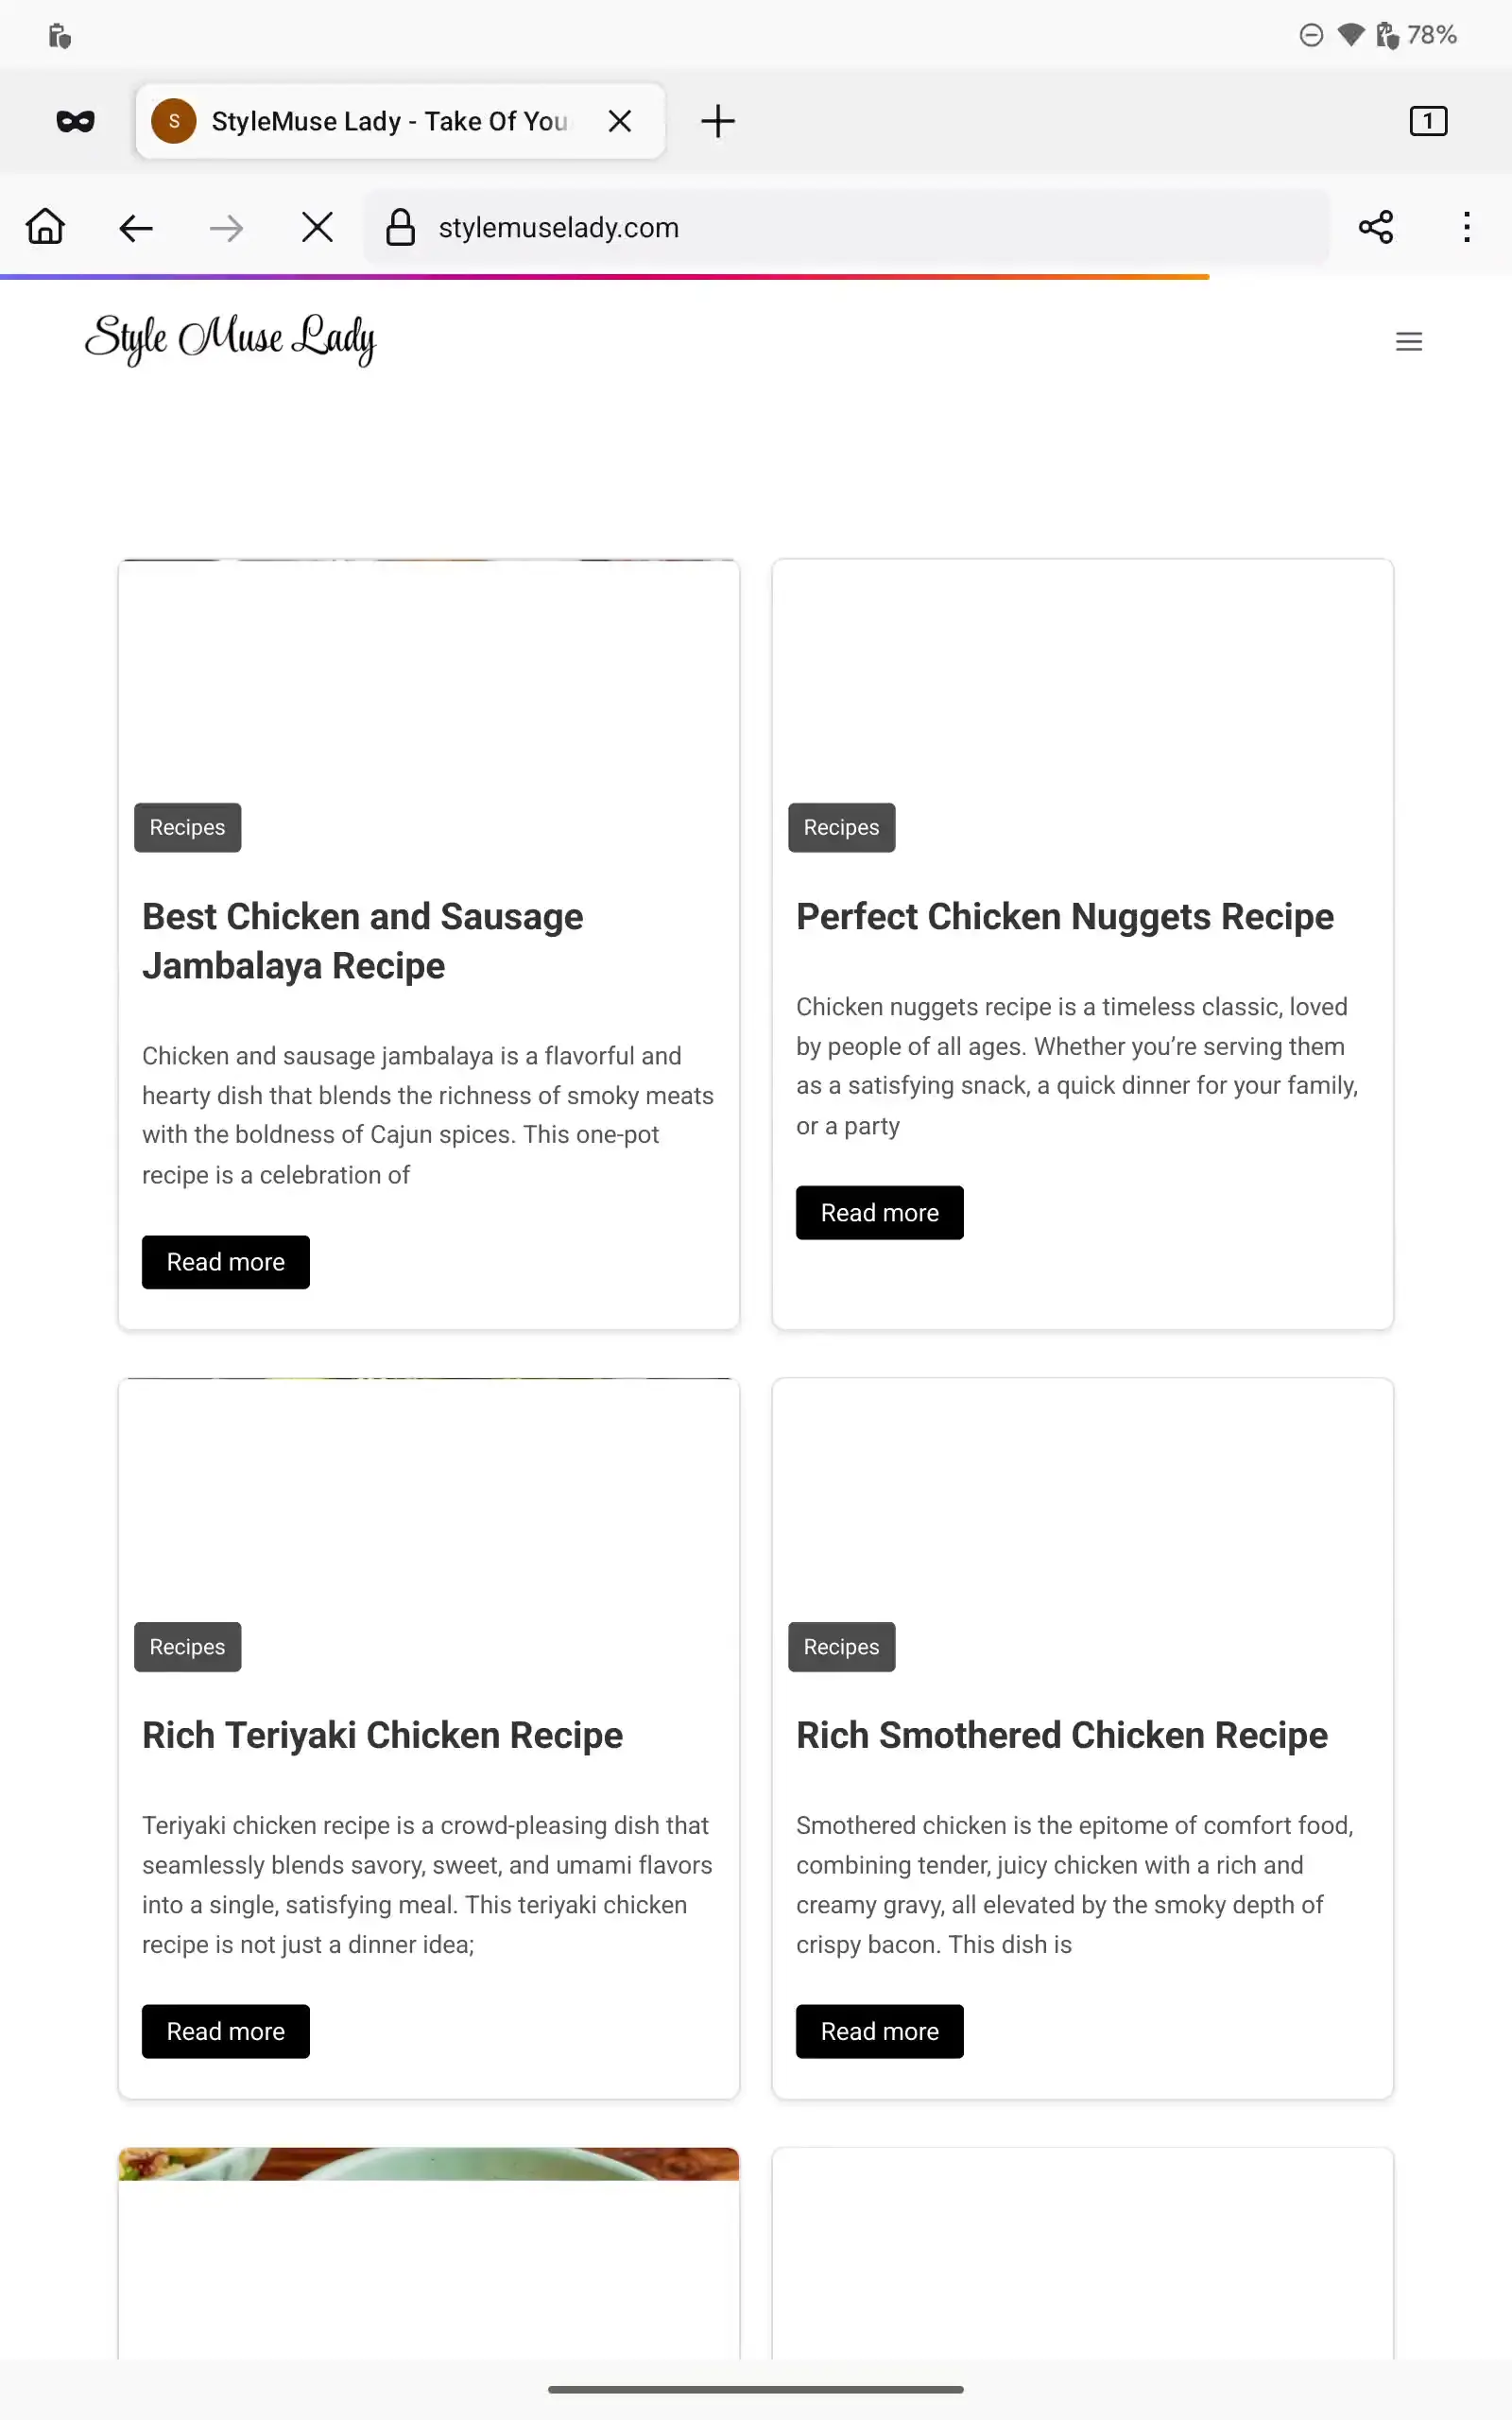 78%
S StyleMuse Lady - Take Of You
1
stylemuselady.com
Style Muse Lady
Recipes
Best Chicken and Sausage
Jambalaya Recipe
Chicken and sausage jambalaya is a flavorful and
hearty dish that blends the richness of smoky meats
with the boldness of Cajun spices. This one-pot
recipe is a celebration of
Read more
Recipes
Perfect Chicken Nuggets Recipe
Chicken nuggets recipe is a timeless classic, loved
by people of all ages. Whether you’re serving them
as a satisfying snack, a quick dinner for your family,
or a party
Read more
Recipes
Rich Teriyaki Chicken Recipe
Teriyaki chicken recipe is a crowd-pleasing dish that
seamlessly blends savory, sweet, and umami flavors
into a single, satisfying meal. This teriyaki chicken
recipe is not just a dinner idea;
Read more
Recipes
Rich Smothered Chicken Recipe
Smothered chicken is the epitome of comfort food,
combining tender, juicy chicken with a rich and
creamy gravy, all elevated by the smoky depth of
crispy bacon. This dish is
Read more